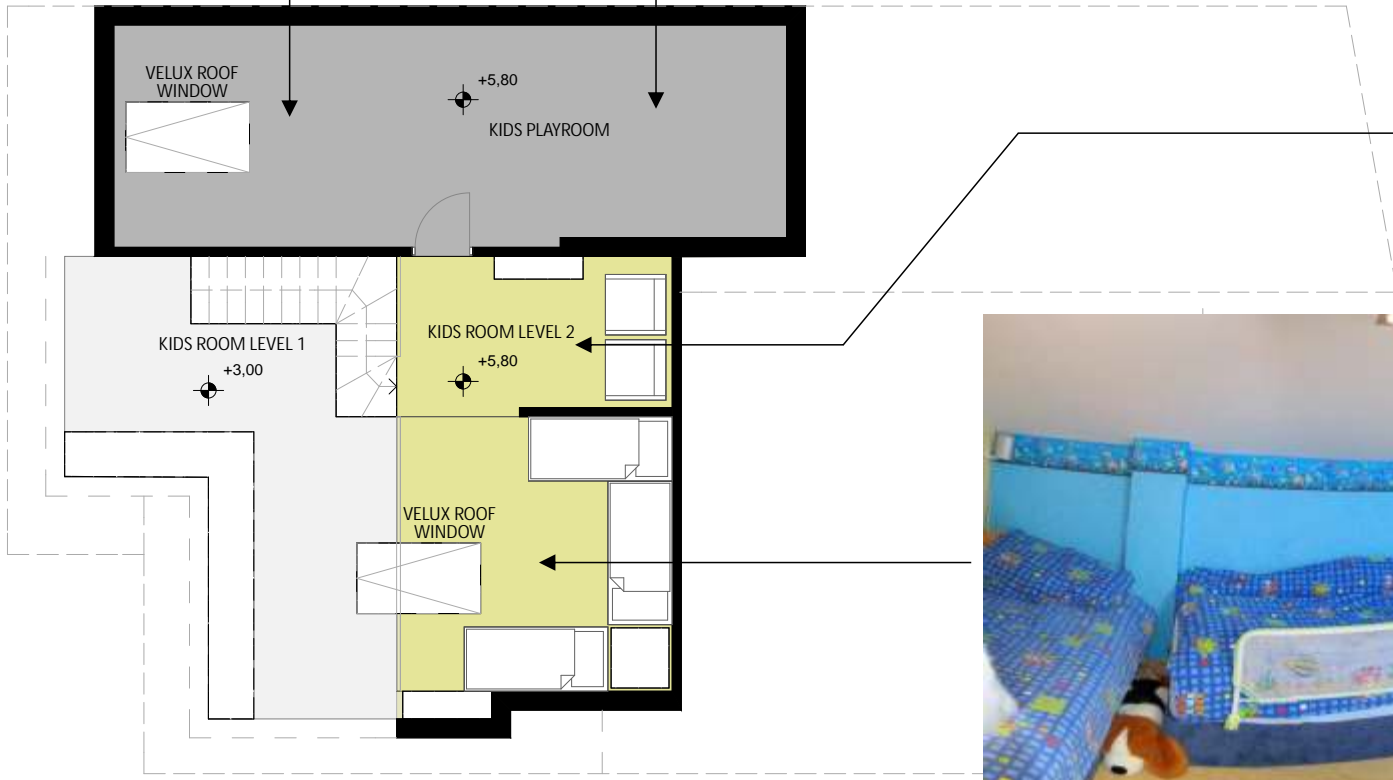 VELUX ROOF
WINDOW
+5,80
KIDS PLAYROOM
KIDS ROOM LEVEL 1
+3,00
KIDS ROOM LEVEL 2
+5,80
VELUX ROOF
WINDOW